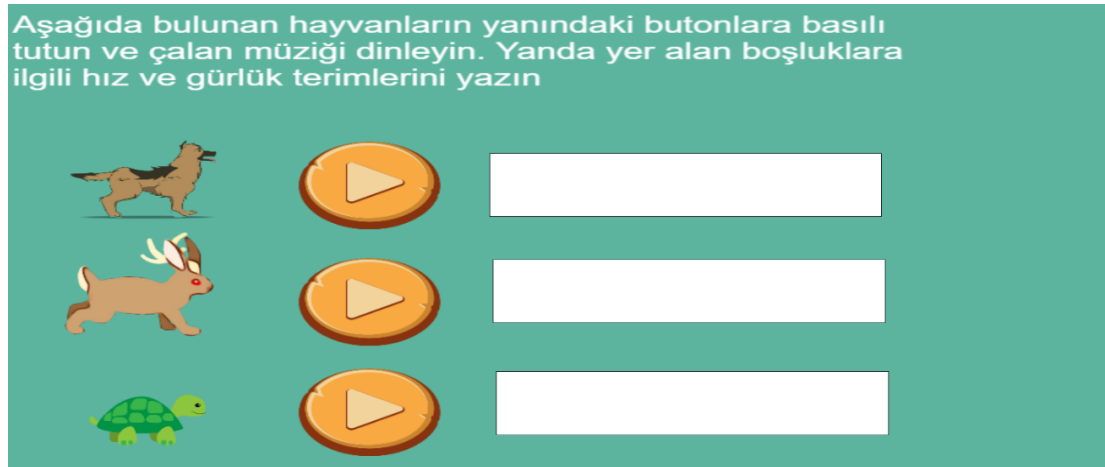 Aşağıda bulunan hayvanların yanındaki butonlara basılı
tutun ve çalan müziği dinleyin. Yanda yer alan boşluklara
ilgili hız ve gürlük terimlerini yazın